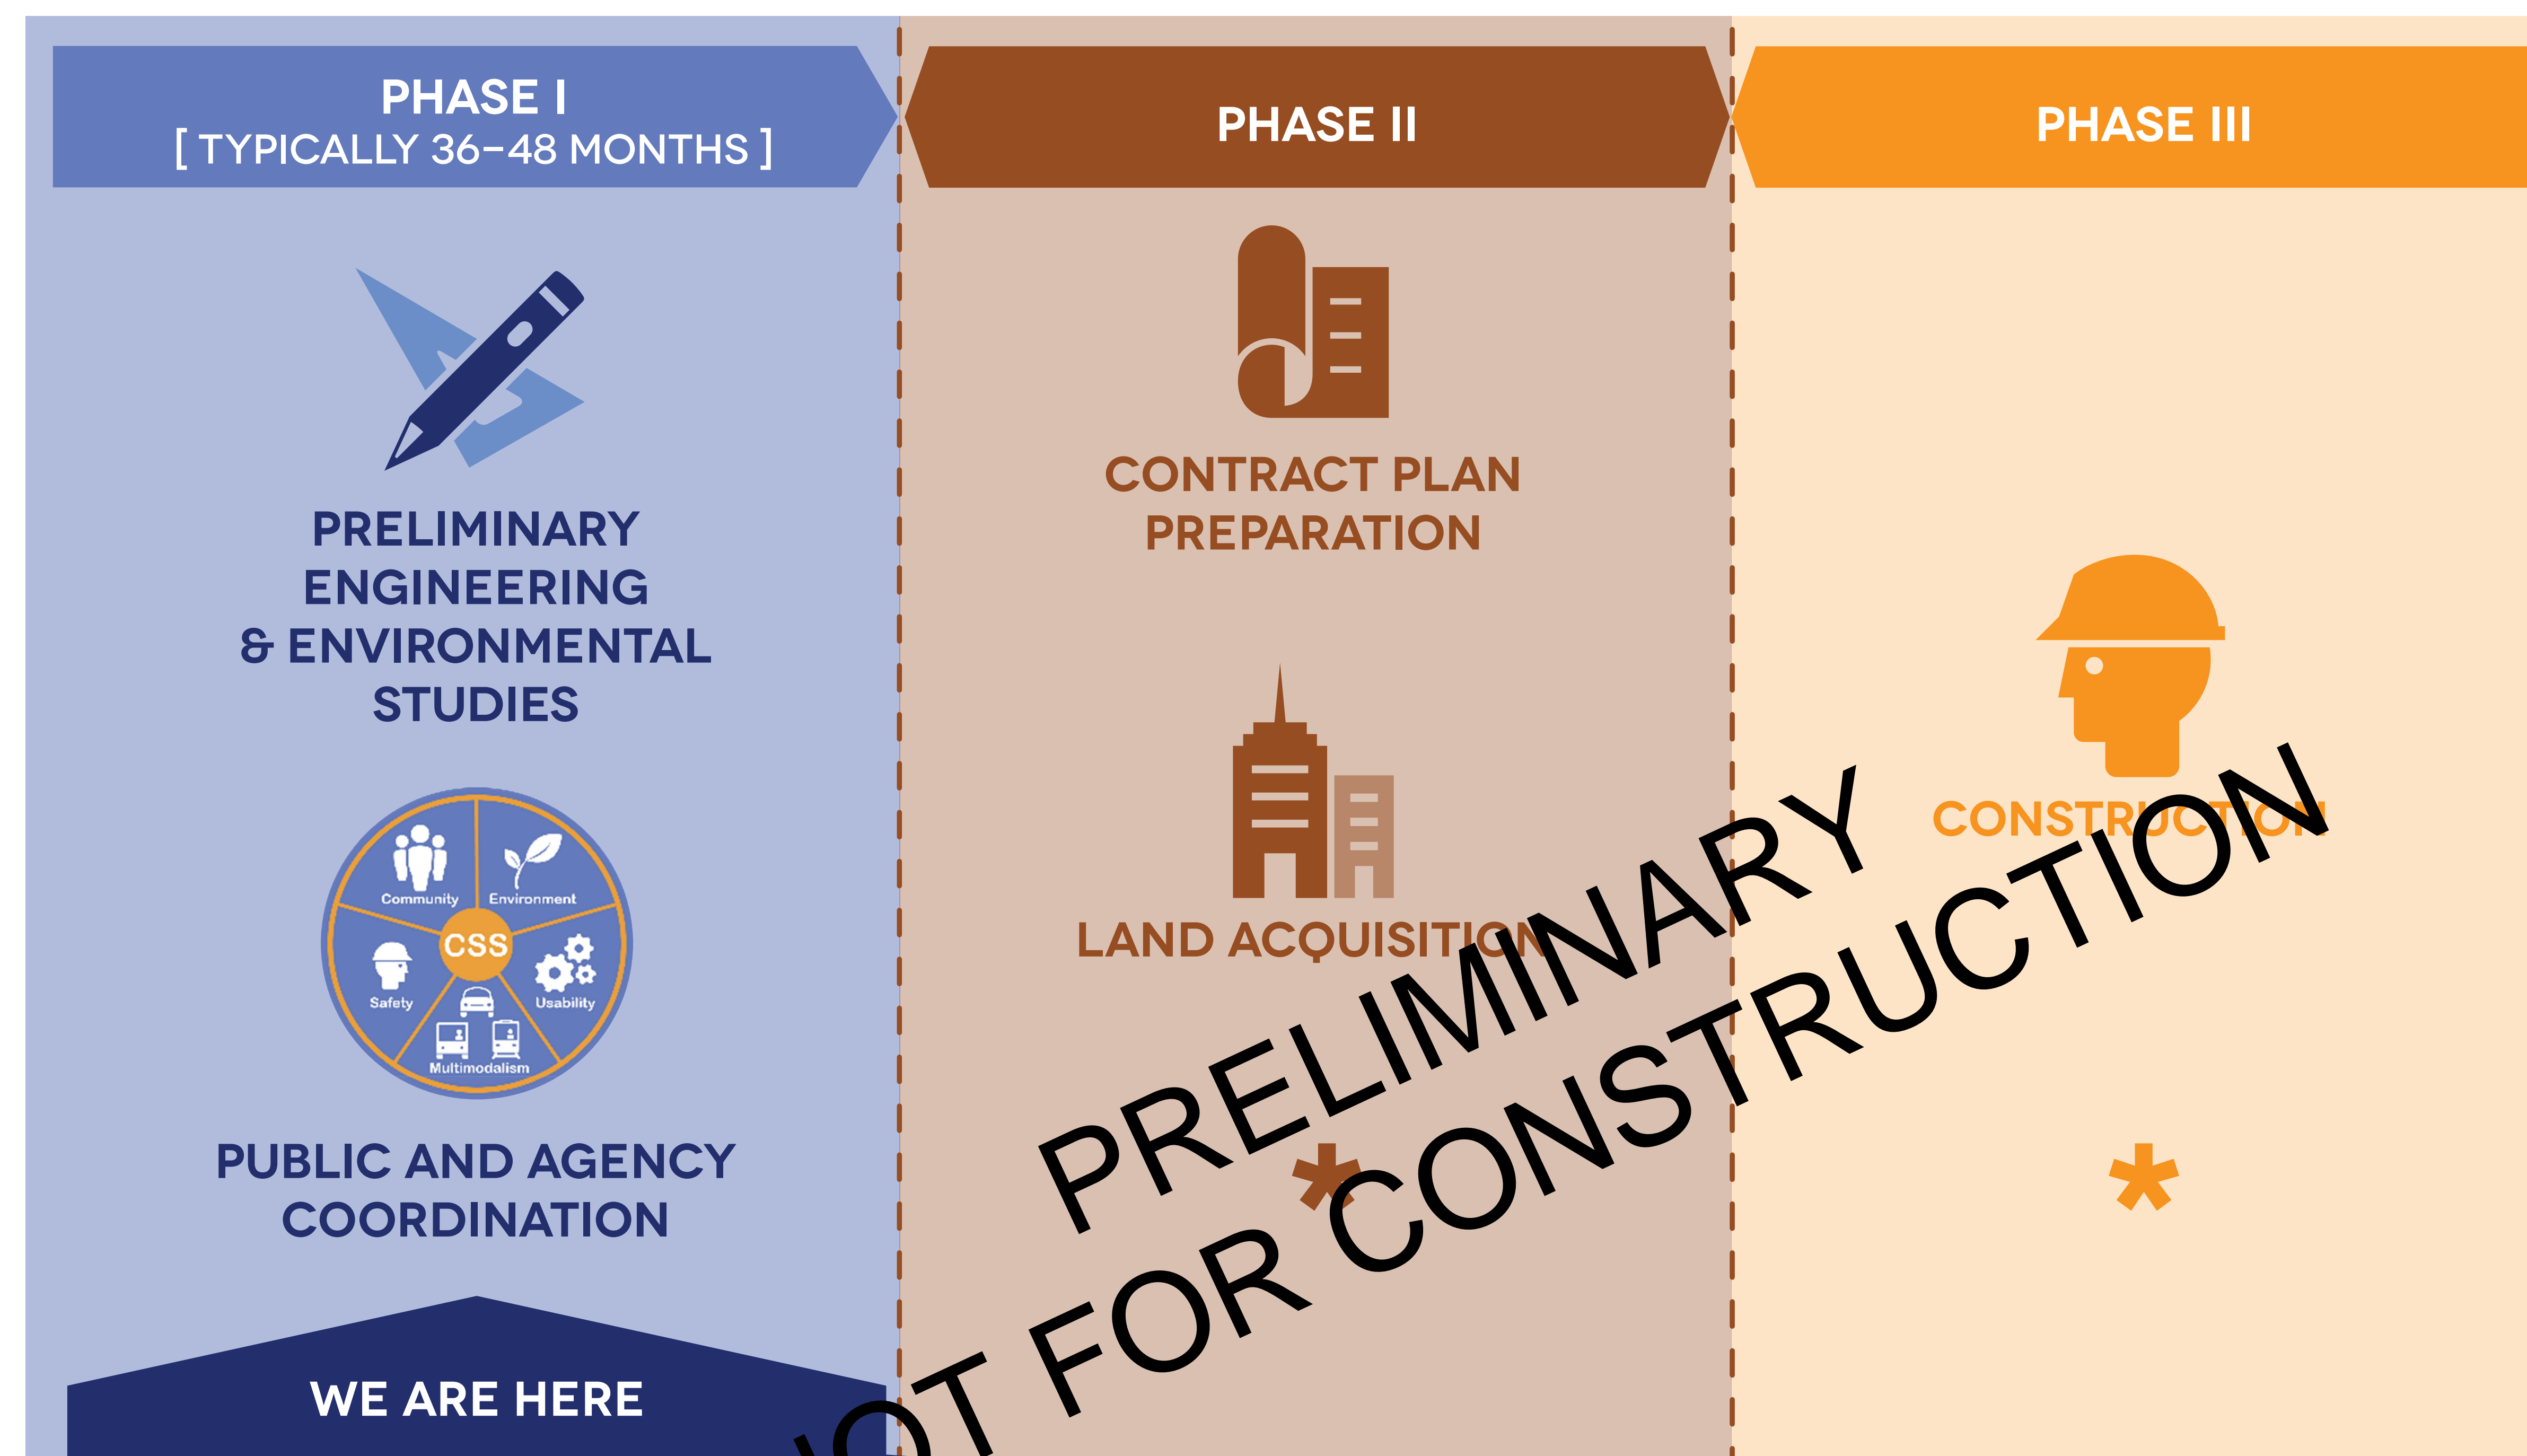 PHASE I
[ TYPICALLY 36-48 MONTHS ]
PRELIMINARY
ENGINEERING
& ENVIRONMENTAL
STUDIES
Community
Environment
CSS
Safety
Usability
Multimodalism
PUBLIC AND AGENCY
COORDINATION
WE ARE HERE
PHASE II
CONTRACT PLAN
PREPARATION
LAND ACQUISITION
*
PHASE III
CONSTRUCTION
*
PRELIMINARY
NOT FOR CONSTRUCTION